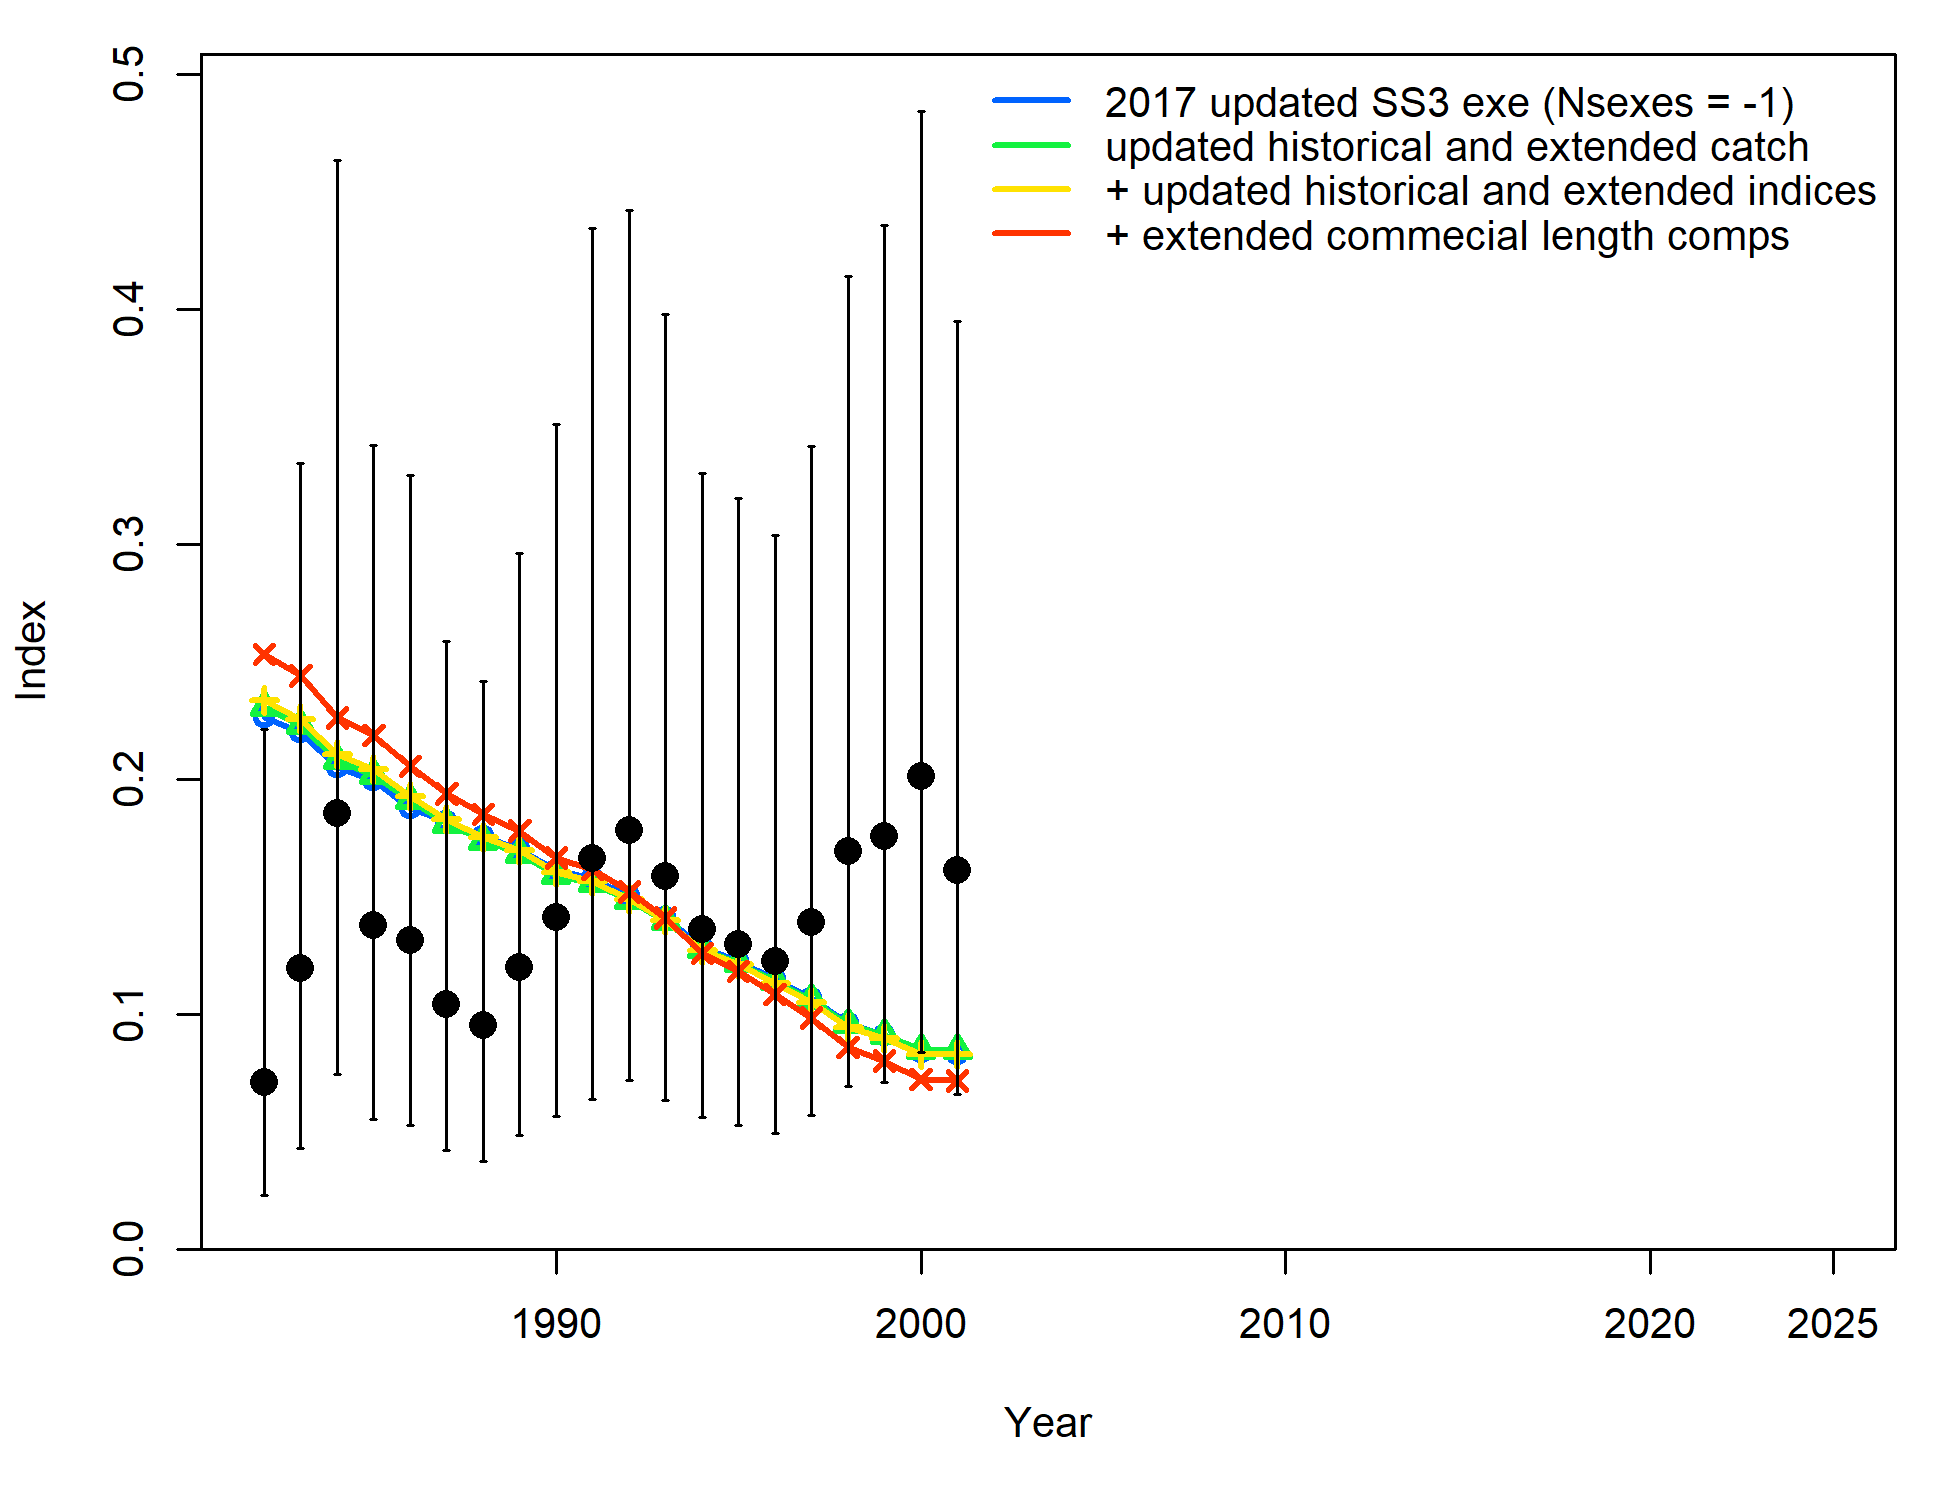 0.5
0.4
0.3
0.2
0.1
0.0
Index
2017 updated SS3 exe (Nsexes = -1)
updated historical and extended catch
+ updated historical and extended indices
+ extended commecial length comps
1990 2000 2010 2020 2025
Year